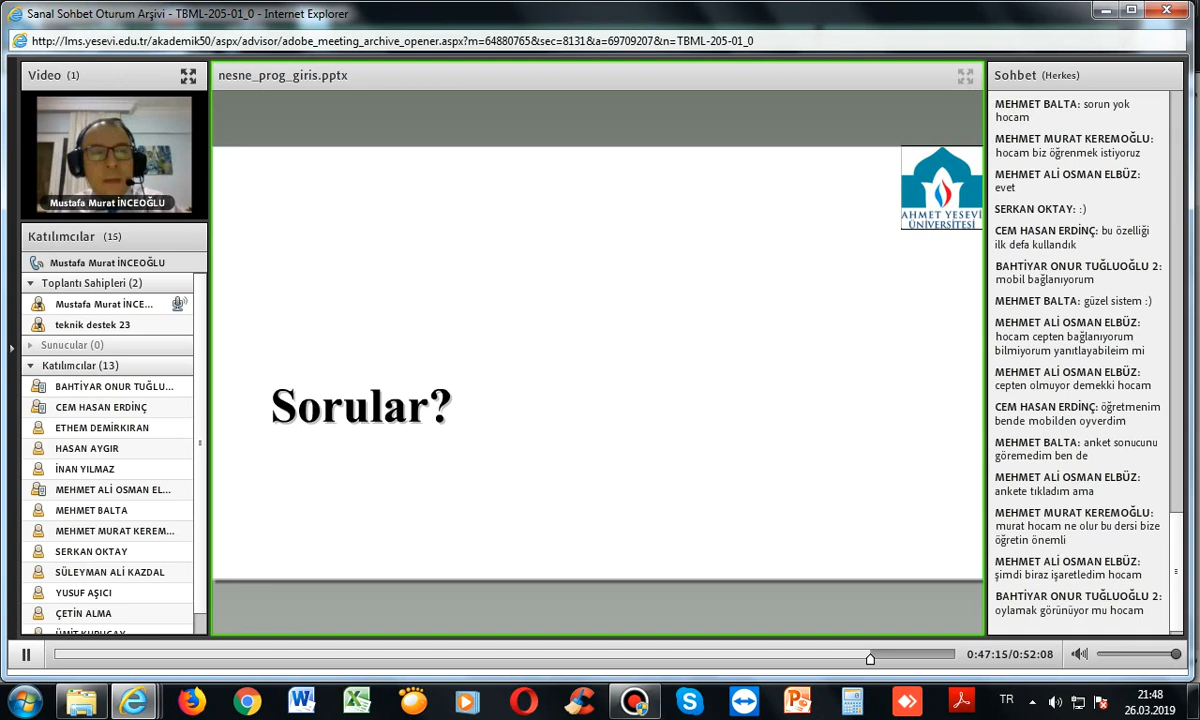 Sanal Sohbet Oturum Arşivi - TBML-205-01_0 - Internet Explorer
http://lms.yesevi.edu.tr/akademik50/aspx/advisor/adobe_meeting_archive_opener.aspx?m=64880765&sec=8131&a=69709207&n=TBML-205-01_0
Video (1)
Mustafa Murat İNCEOĞLU
Katılımcılar (15)
Mustafa Murat İNCEOĞLU
Toplantı Sahipleri (2)
Mustafa Murat İNCE...
teknik destek 23
Sunucular (0)
Katılımcılar (13)
BAHTİYAR ONUR TUĞLU...
CEM HASAN ERDİNÇ
ETHEM DEMİRKIRAN
HASAN AYGIR
İNAN YILMAZ
MEHMET ALİ OSMAN EL...
MEHMET BALTA
MEHMET MURAT KEREM...
SERKAN OKTAY
SÜLEYMAN ALİ KAZDAL
YUSUF AŞICI
ÇETİN ALMA
nesne_prog_giris.pptx
AHMET YESEVİ
ÜNİVERSİTESİ
Sorular?
Sohbet (Herkes)
MEHMET BALTA: sorun yok
hocam
MEHMET MURAT KEREMOĞLU:
hocam biz öğrenmek istiyoruz
MEHMET ALİ OSMAN ELBÜZ:
evet
SERKAN OKTAY: :)
CEM HASAN ERDİNÇ: bu özelliği
ilk defa kullandık
BAHTİYAR ONUR TUĞLUOĞLU 2:
mobil bağlanıyorum
MEHMET BALTA: güzel sistem :)
MEHMET ALİ OSMAN ELBÜZ:
hocam cepten bağlanıyorum
bilmiyorum yanıtlayabileim mi
MEHMET ALİ OSMAN ELBÜZ:
cepten olmuyor demekki hocam
CEM HASAN ERDİNÇ: öğretmenim
bende mobilden oyverdim
MEHMET BALTA: anket sonucunu
göremedim ben de
MEHMET ALİ OSMAN ELBÜZ:
ankete tıkladım ama
MEHMET MURAT KEREMOĞLU:
murat hocam ne olur bu dersi bize
öğretin önemli
MEHMET ALİ OSMAN ELBÜZ:
şimdi biraz işaretledim hocam
BAHTİYAR ONUR TUĞLUOĞLU 2:
oylamak görünüyor mu hocam
0:47:15/0:52:08
TR
21:48
26.03.2019